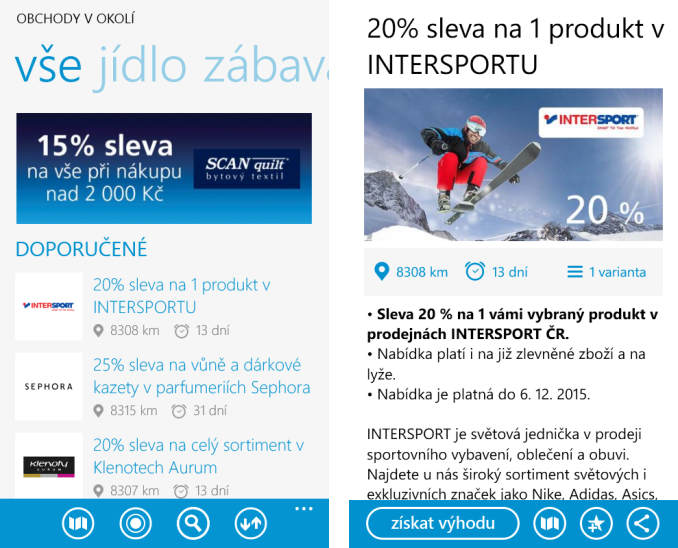 OBCHODY V OKOLÍ
vše jídlo zábava
15% sleva
na vše při nákupu
nad 2 000 Kč
SCAN quilt
bytový textil
DOPORUČENÉ
INTERSPORT
20% sleva na 1 produkt v
INTERSPORTU
8308 km 13 dní
SEPHORA
25% sleva na vůně a dárkové
kazety v parfumeriích Sephora
8315 km 31 dní
klenoty
AURUM
20% sleva na celý sortiment v
Klenotech Aurum
8307 km 13 dní
20% sleva na 1 produkt v
INTERSPORTU
INTERSPORT
SPORT TO THE PEOPLE
20 %
8308 km 13 dní 1 varianta
• Sleva 20 % na 1 vámi vybraný produkt v
prodejnách INTERSPORT ČR.
• Nabídka platí i na již zlevněné zboží a na
lyže.
• Nabídka je platná do 6. 12. 2015.
INTERSPORT je světová jednička v prodeji
sportovního vybavení, oblečení a obuvi.
Najdete u nás široký sortiment světových i
exkluzivních značek jako Nike, Adidas, Asics,
získat výhodu